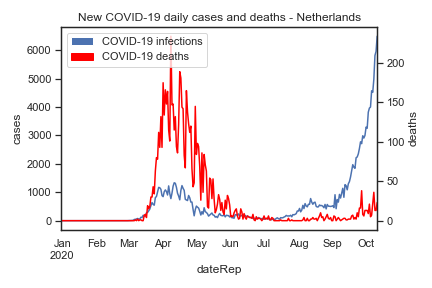 New COVID-19 daily cases and deaths - Netherlands
COVID-19 infections
COVID-19 deaths
6000
5000
4000
3000
2000
1000
0
cases
200
150
100
50
0
deaths
Jan Feb Mar Apr May Jun Jul Aug Sep Oct
2020
dateRep